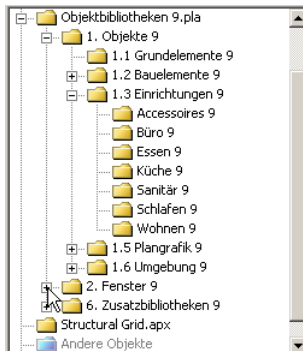 Objektbibliotheken 9.pla
1. Objekte 9
1.1 Grundelemente 9
1.2 Bauelemente 9
1.3 Einrichtungen 9
Accessoires 9
Büro 9
Essen 9
Küche 9
Sanitär 9
Schlafen 9
Wohnen 9
1.5 Plangrafik 9
1.6 Umgebung 9
2. Fenster 9
6. Zusatzbibliotheken 9
Structural Grid.apx
Andere Objekte